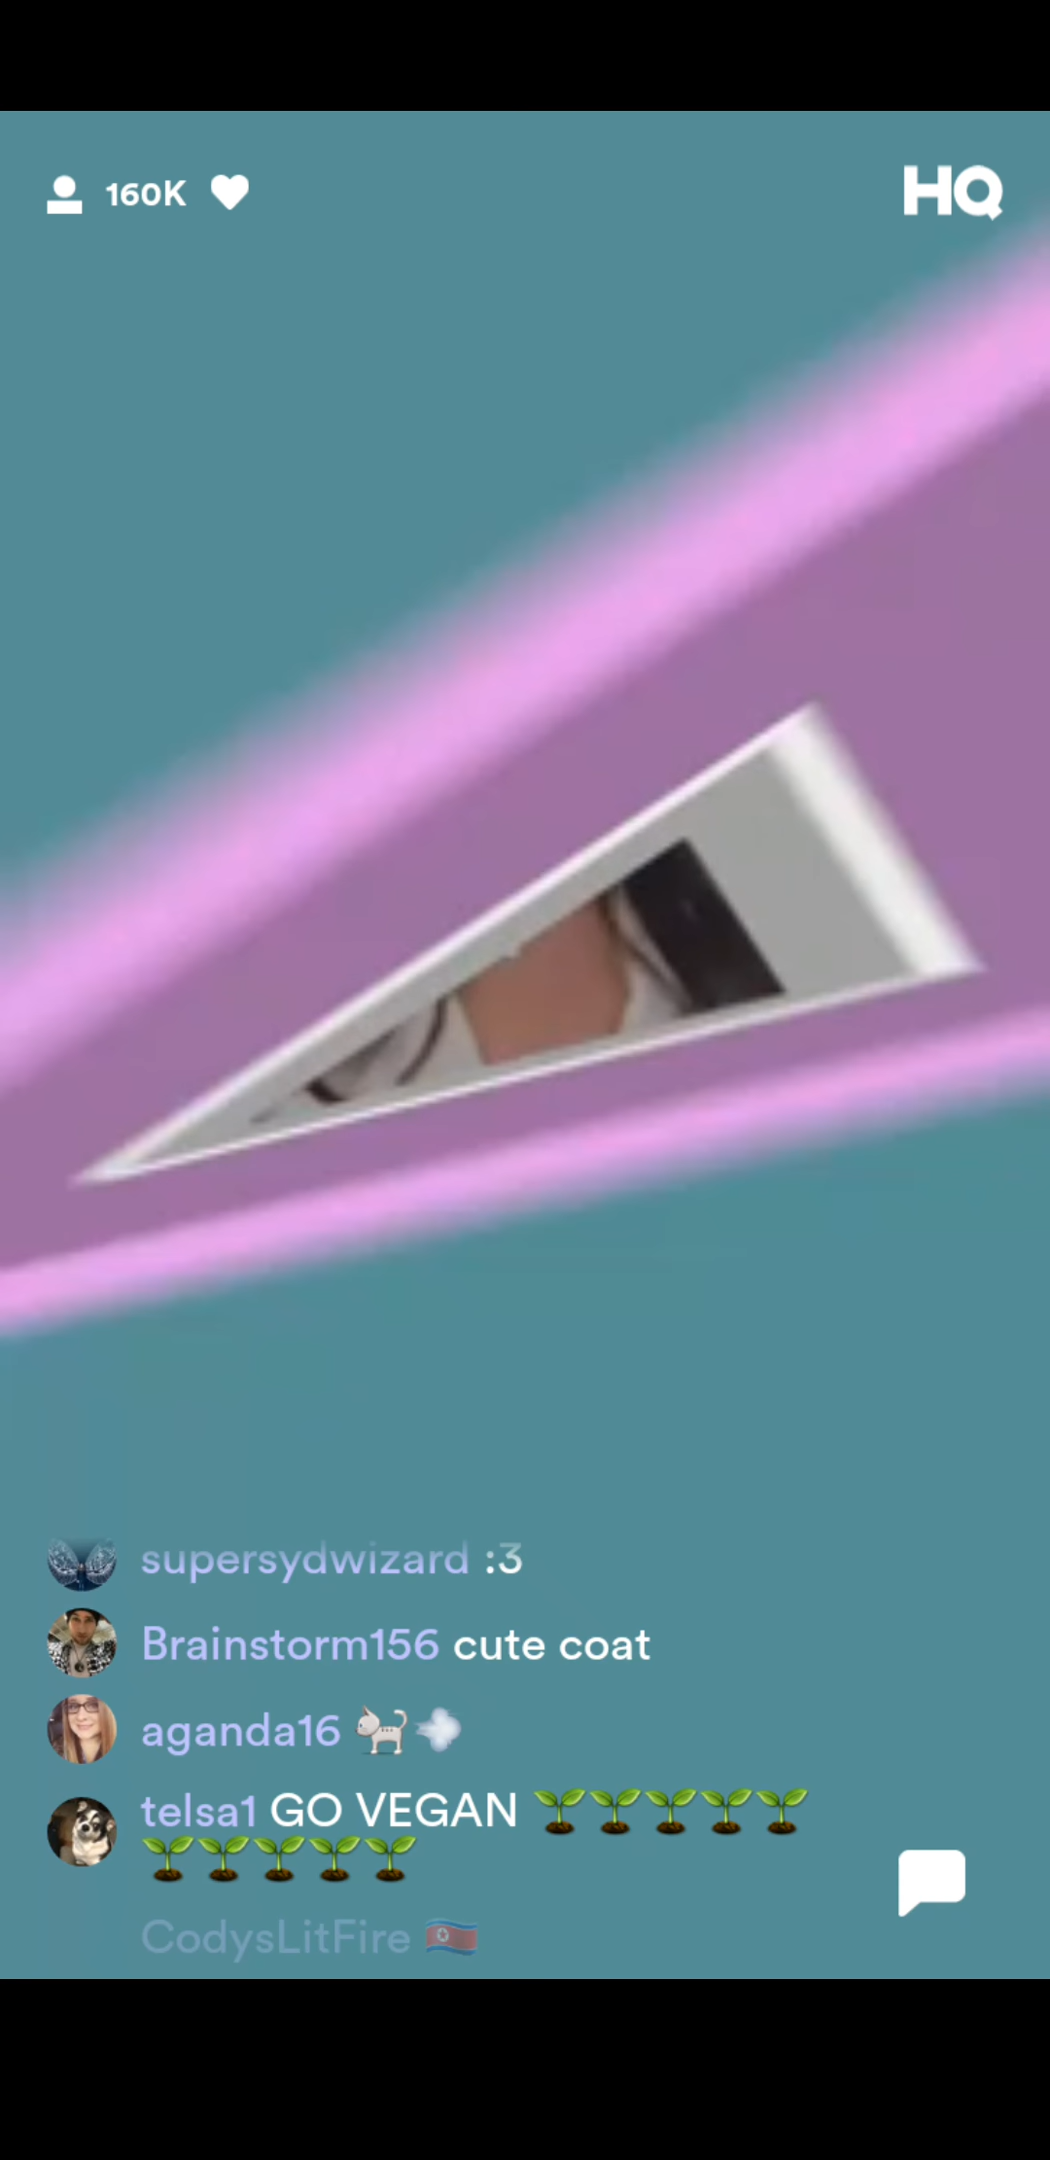 160K
HQ
supersydwizard :3
Brainstorm156 cute coat
aganda16 🐈💨
telsa1 GO VEGAN 🌱🌱🌱🌱🌱
🌱🌱🌱🌱🌱
CodysLitFire 🇰🇵